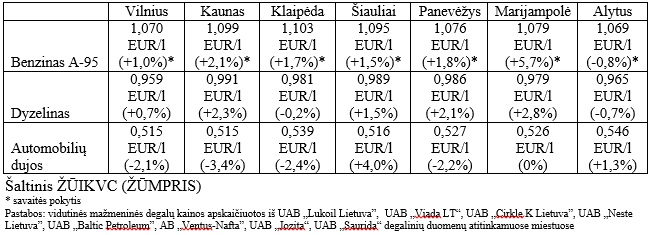 Vilnius Kaunas Klaipėda Šiauliai Panevėžys Marijampolė Alytus
1,070 1,099 1,103 1,095 1,076 1,079 1,069
EUR/l EUR/l EUR/l EUR/l EUR/l EUR/l EUR/l
Benzinas A-95 (+1,0%)* (+2,1%)* (+1,7%)* (+1,5%)* (+1,8%)* (+5,7%)* (-0,8%)*
0,959 0,991 0,981 0,989 0,986 0,979 0,965
EUR/l EUR/l EUR/l EUR/l EUR/l EUR/l EUR/l
Dyzelinas (+0,7%) (+2,3%) (-0,2%) (+1,5%) (+2,1%) (+2,8%) (-0,7%)
0,515 0,515 0,539 0,516 0,527 0,526 0,546
Automobilių EUR/l EUR/l EUR/l EUR/l EUR/l EUR/l EUR/l
dujos (-2,1%) (-3,4%) (-2,4%) (+4,0%) (-2,2%) (0%) (+1,3%)
Šaltinis ŽŪIKVC (ŽŪMPRIS)
* savaitės pokytis
Pastabos: vidutinės mažmeninės degalų kainos apskaičiuotos iš UAB „Lukoil Lietuva”, UAB „Viada LT“, UAB „Cirkle K Lietuva”, UAB „Neste
Lietuva”, UAB „Baltic Petroleum”, AB „Ventus-Nafta”, UAB „Jozita”, UAB „Saurida” degalinių duomenų atitinkamuose miestuose